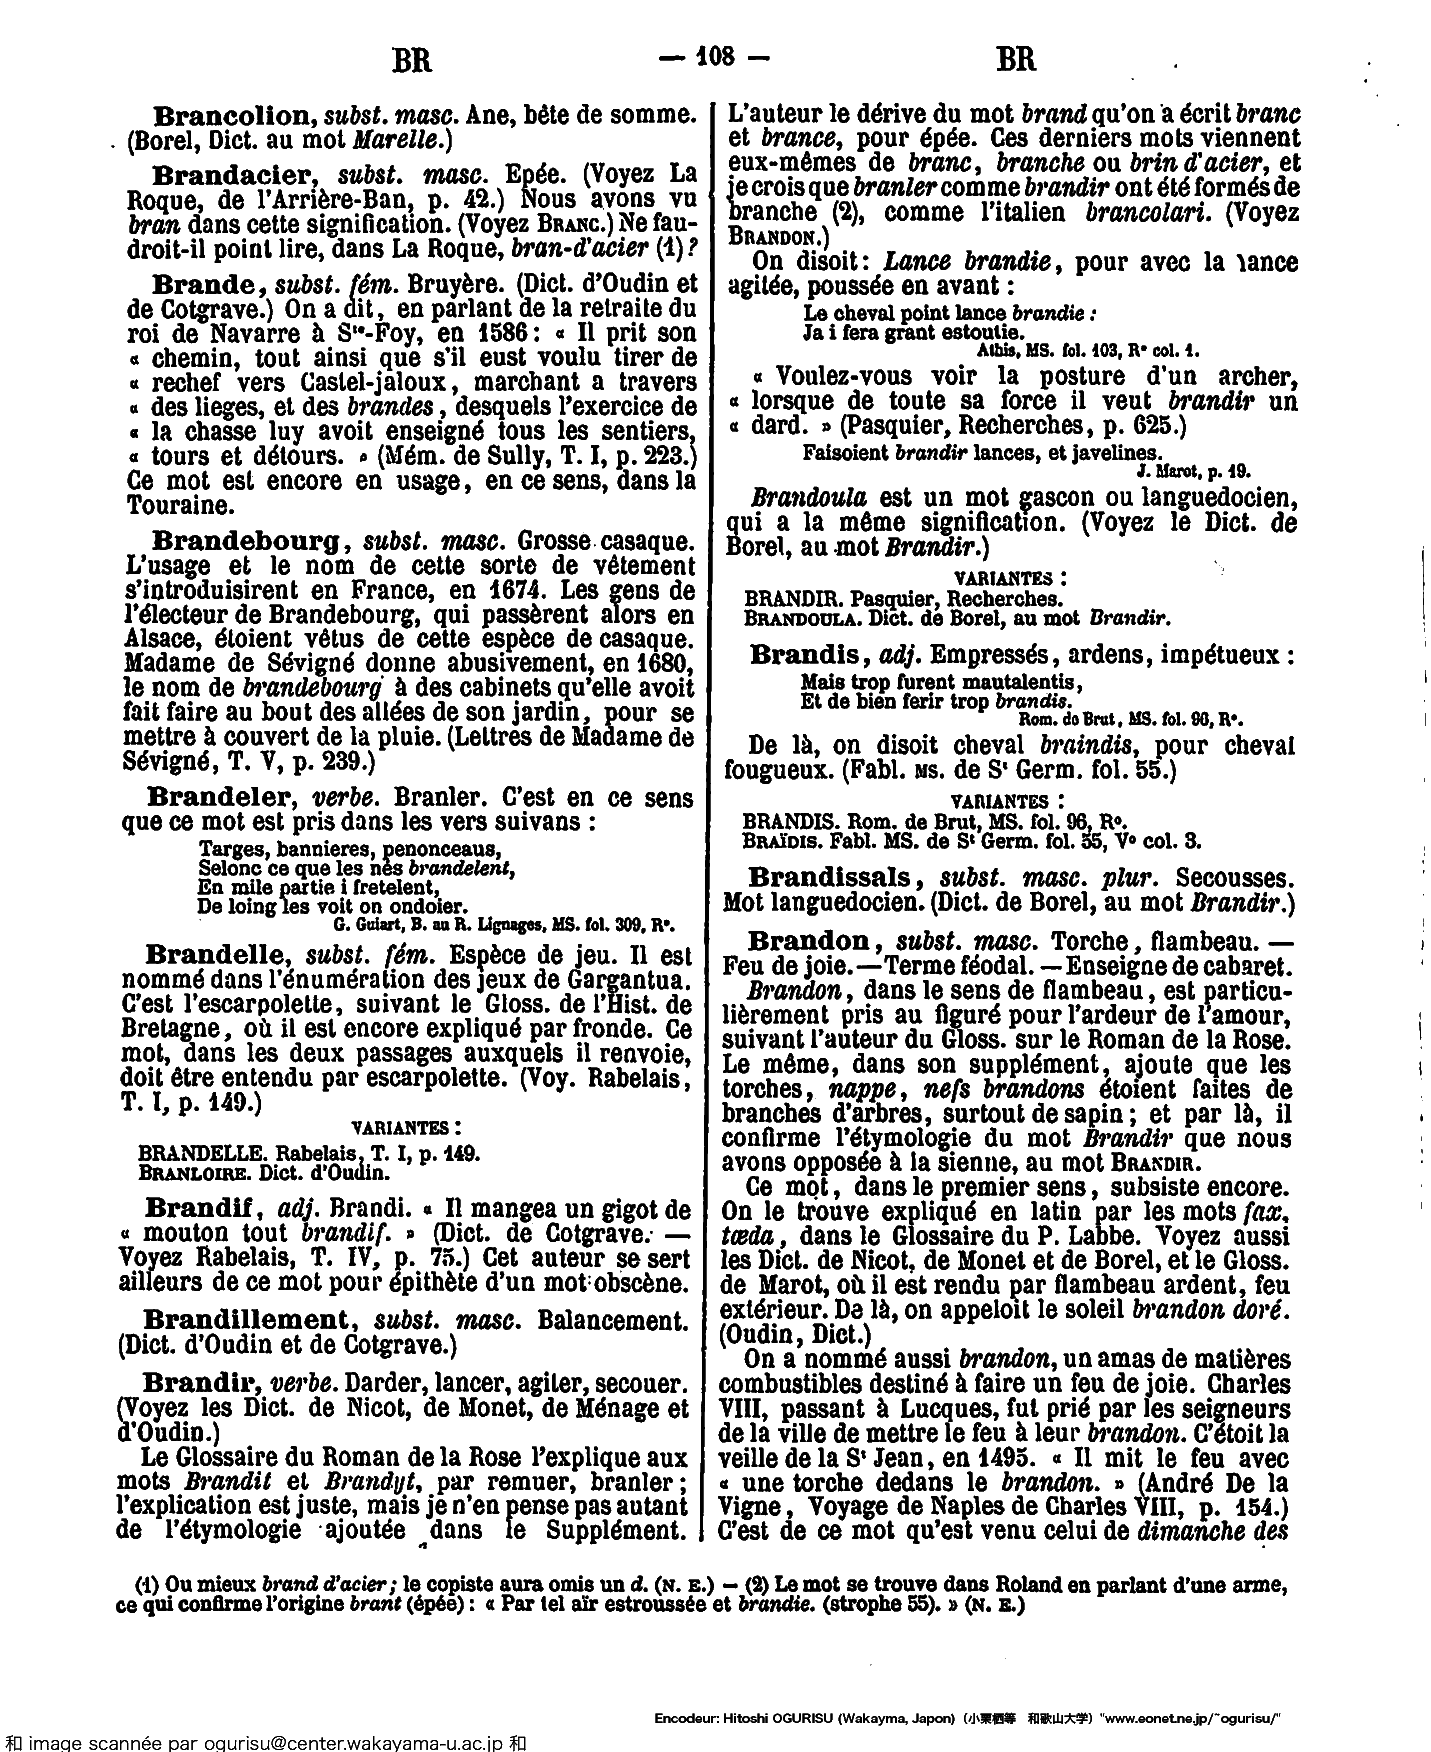 BR — 108 — BR
Brancolion, subst. masc. Ane, bête de somme.
(Borel, Dict. au mot Marelle.)
Brandacier, subst. masc. Epée. (Voyez La
Roque, de l'Arrière-Ban, p. 42.) Nous avons vu
bran dans cette signification. (Voyez BRANC.) Ne fau-
droit-il point lire, dans La Roque, bran-d'acier (1)?
Brande, subst. fém. Bruyère. (Dict. d'Oudin et
de Cotgrave.) On a dit, en parlant de la retraite du
roi de Navarre à Ste-Foy, en 1586 : « Il prit son
« chemin, tout ainsi que s'il eust voulu tirer de
« rechef vers Castel-jaloux, marchant a travers
« des lieges, et des brandes, desquels l'exercice de
« la chasse luy avoit enseigné tous les sentiers,
« tours et détours. » (Mém. de Sully, T. I, p. 223.)
Ce mot est encore en usage, en ce sens, dans la
Touraine.
Brandebourg, subst. masc. Grosse casaque.
L'usage et le nom de cette sorte de vêtement
s'introduisirent en France, en 1674. Les gens de
l'électeur de Brandebourg, qui passèrent alors en
Alsace, étoient vêtus de cette espèce de casaque.
Madame de Sévigné donne abusivement, en 1680,
le nom de brandebourg à des cabinets qu'elle avoit
fait faire au bout des allées de son jardin, pour se
mettre à couvert de la pluie. (Lettres de Madame de
Sévigné, T. V, p. 239.)
Brandeler, verbe. Branler. C'est en ce sens
que ce mot est pris dans les vers suivans :
Targes, bannieres, penonceaus,
Selonc ce que les nés brandelent,
En mile partie i fretelent,
De loing les voit on ondoier.
G. Guiart, B. au R. Lignages, MS. fol. 309, R°.
Brandelle, subst. fém. Espèce de jeu. Il est
nommé dans l'énumération des jeux de Gargantua.
C'est l'escarpolette, suivant le Gloss. de l'Hist. de
Bretagne, où il est encore expliqué par fronde. Ce
mot, dans les deux passages auxquels il renvoie,
doit être entendu par escarpolette. (Voy. Rabelais,
T. I, p. 149.)
VARIANTES :
BRANDELLE. Rabelais, T. I, p. 149.
BRANLOIRE. Dict. d'Oudin.
Brandif, adj. Brandi. « Il mangea un gigot de
« mouton tout brandif. » (Dict. de Cotgrave. —
Voyez Rabelais, T. IV, p. 75.) Cet auteur se sert
ailleurs de ce mot pour épithète d'un mot obscène.
Brandillement, subst. masc. Balancement.
(Dict. d'Oudin et de Cotgrave.)
Brandir, verbe. Darder, lancer, agiter, secouer.
(Voyez les Dict. de Nicot, de Monet, de Ménage et
d'Oudin.)
Le Glossaire du Roman de la Rose l'explique aux
mots Brandit et Brandyt, par remuer, branler ;
l'explication est juste, mais je n'en pense pas autant
de l'étymologie ajoutée dans le Supplément.
L'auteur le dérive du mot brand qu'on a écrit branc
et brance, pour épée. Ces derniers mots viennent
eux-mêmes de branc, branche ou brin d'acier, et
je crois que branler comme brandir ont été formés de
branche (2), comme l'italien brancolari. (Voyez
BRANDON.)
On disoit : Lance brandie, pour avec la lance
agitée, poussée en avant :
Le cheval point lance brandie :
Ja i fera grant estoutie.
Athis, MS. fol. 103, R° col. 1.
« Voulez-vous voir la posture d'un archer,
« lorsque de toute sa force il veut brandir un
« dard. » (Pasquier, Recherches, p. 625.)
Faisoient brandir lances, et javelines.
J. Marot, p. 19.
Brandoula est un mot gascon ou languedocien,
qui a la même signification. (Voyez le Dict. de
Borel, au mot Brandir.)
VARIANTES :
BRANDIR. Pasquier, Recherches.
BRANDOULA. Dict. de Borel, au mot Brandir.
Brandis, adj. Empressés, ardens, impétueux :
Mais trop furent mautalentis,
Et de bien ferir trop brandis.
Rom. do Brut, MS. fol. 96, R°.
De là, on disoit cheval braindis, pour cheval
fougueux. (Fabl. MS. de St Germ. fol. 55.)
VARIANTES :
BRANDIS. Rom. de Brut, MS. fol. 96, R°.
BRAÏDIS. Fabl. MS. de St Germ. fol. 55, V° col. 3.
Brandissals, subst. masc. plur. Secousses.
Mot languedocien. (Dict. de Borel, au mot Brandir.)
Brandon, subst. masc. Torche, flambeau. —
Feu de joie. — Terme féodal. — Enseigne de cabaret.
Brandon, dans le sens de flambeau, est particu-
lièrement pris au figuré pour l'ardeur de l'amour,
suivant l'auteur du Gloss. sur le Roman de la Rose.
Le même, dans son supplément, ajoute que les
torches, nappe, nefs brandons étoient faites de
branches d'arbres, surtout de sapin ; et par là, il
confirme l'étymologie du mot Brandir que nous
avons opposée à la sienne, au mot BRANDIR.
Ce mot, dans le premier sens, subsiste encore.
On le trouve expliqué en latin par les mots fax,
tæda, dans le Glossaire du P. Labbe. Voyez aussi
les Dict. de Nicot, de Monet et de Borel, et le Gloss.
de Marot, où il est rendu par flambeau ardent, feu
extérieur. De là, on appeloit le soleil brandon doré.
(Oudin, Dict.)
On a nommé aussi brandon, un amas de matières
combustibles destiné à faire un feu de joie. Charles
VIII, passant à Lucques, fut prié par les seigneurs
de la ville de mettre le feu à leur brandon. C'étoit la
veille de la St Jean, en 1495. « Il mit le feu avec
« une torche dedans le brandon. » (André De la
Vigne, Voyage de Naples de Charles VIII, p. 154.)
C'est de ce mot qu'est venu celui de dimanche des
(1) Ou mieux brand d'acier ; le copiste aura omis un d. (N. E.) — (2) Le mot se trouve dans Roland en parlant d'une arme,
ce qui confirme l'origine brant (épée) : « Par tel aïr estroussée et brandie. (strophe 55). » (N. E.)
Encodeur: Hitoshi OGURISU (Wakayma, Japon)（小栗栖等　和歌山大学）"www.eonet.ne.jp/~ogurisu/"
和 image scannée par ogurisu@center.wakayama-u.ac.jp 和